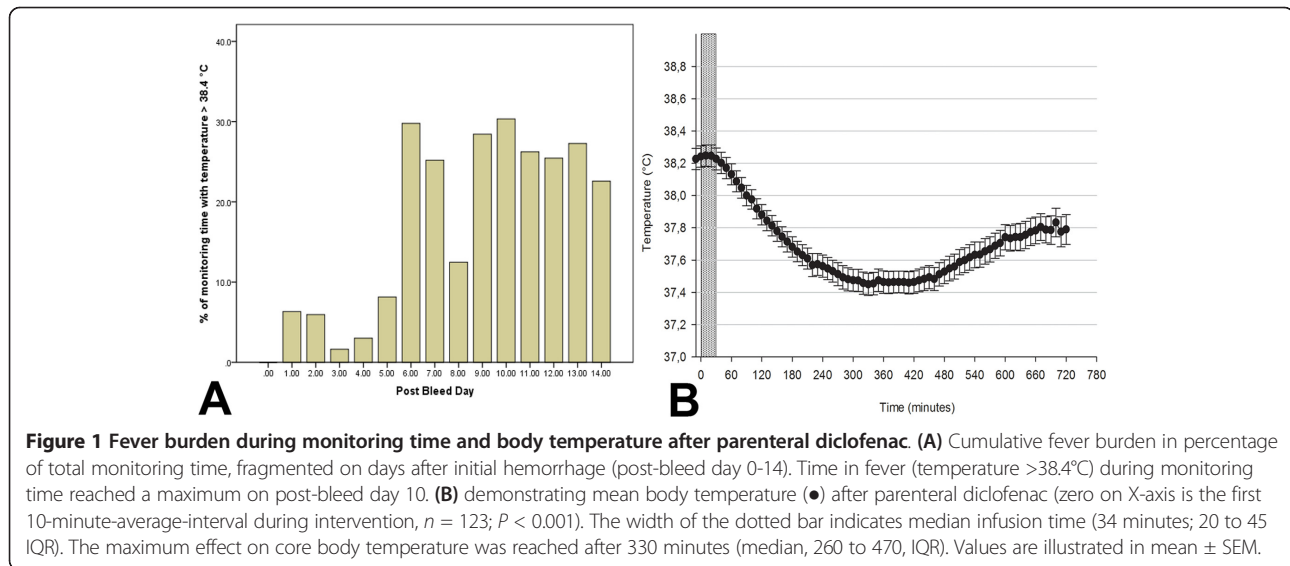 40.0
30.0
20.0
10.0
.0
% of monitoring time with temperature > 38.4 °C
.00 1.00 2.00 3.00 4.00 5.00 6.00 7.00 8.00 9.00 10.00 11.00 12.00 13.00 14.00
Post Bleed Day
A
38,8
38,6
38,4
38,2
38,0
37,8
37,6
37,4
37,2
37,0
Temperature (°C)
0 60 120 180 240 300 360 420 480 540 600 660 720 780
Time (minutes)
B
Figure 1 Fever burden during monitoring time and body temperature after parenteral diclofenac. (A) Cumulative fever burden in percentage
of total monitoring time, fragmented on days after initial hemorrhage (post-bleed day 0-14). Time in fever (temperature >38.4°C) during monitoring
time reached a maximum on post-bleed day 10. (B) demonstrating mean body temperature (●) after parenteral diclofenac (zero on X-axis is the first
10-minute-average-interval during intervention, n = 123; P < 0.001). The width of the dotted bar indicates median infusion time (34 minutes; 20 to 45
IQR). The maximum effect on core body temperature was reached after 330 minutes (median, 260 to 470, IQR). Values are illustrated in mean ± SEM.